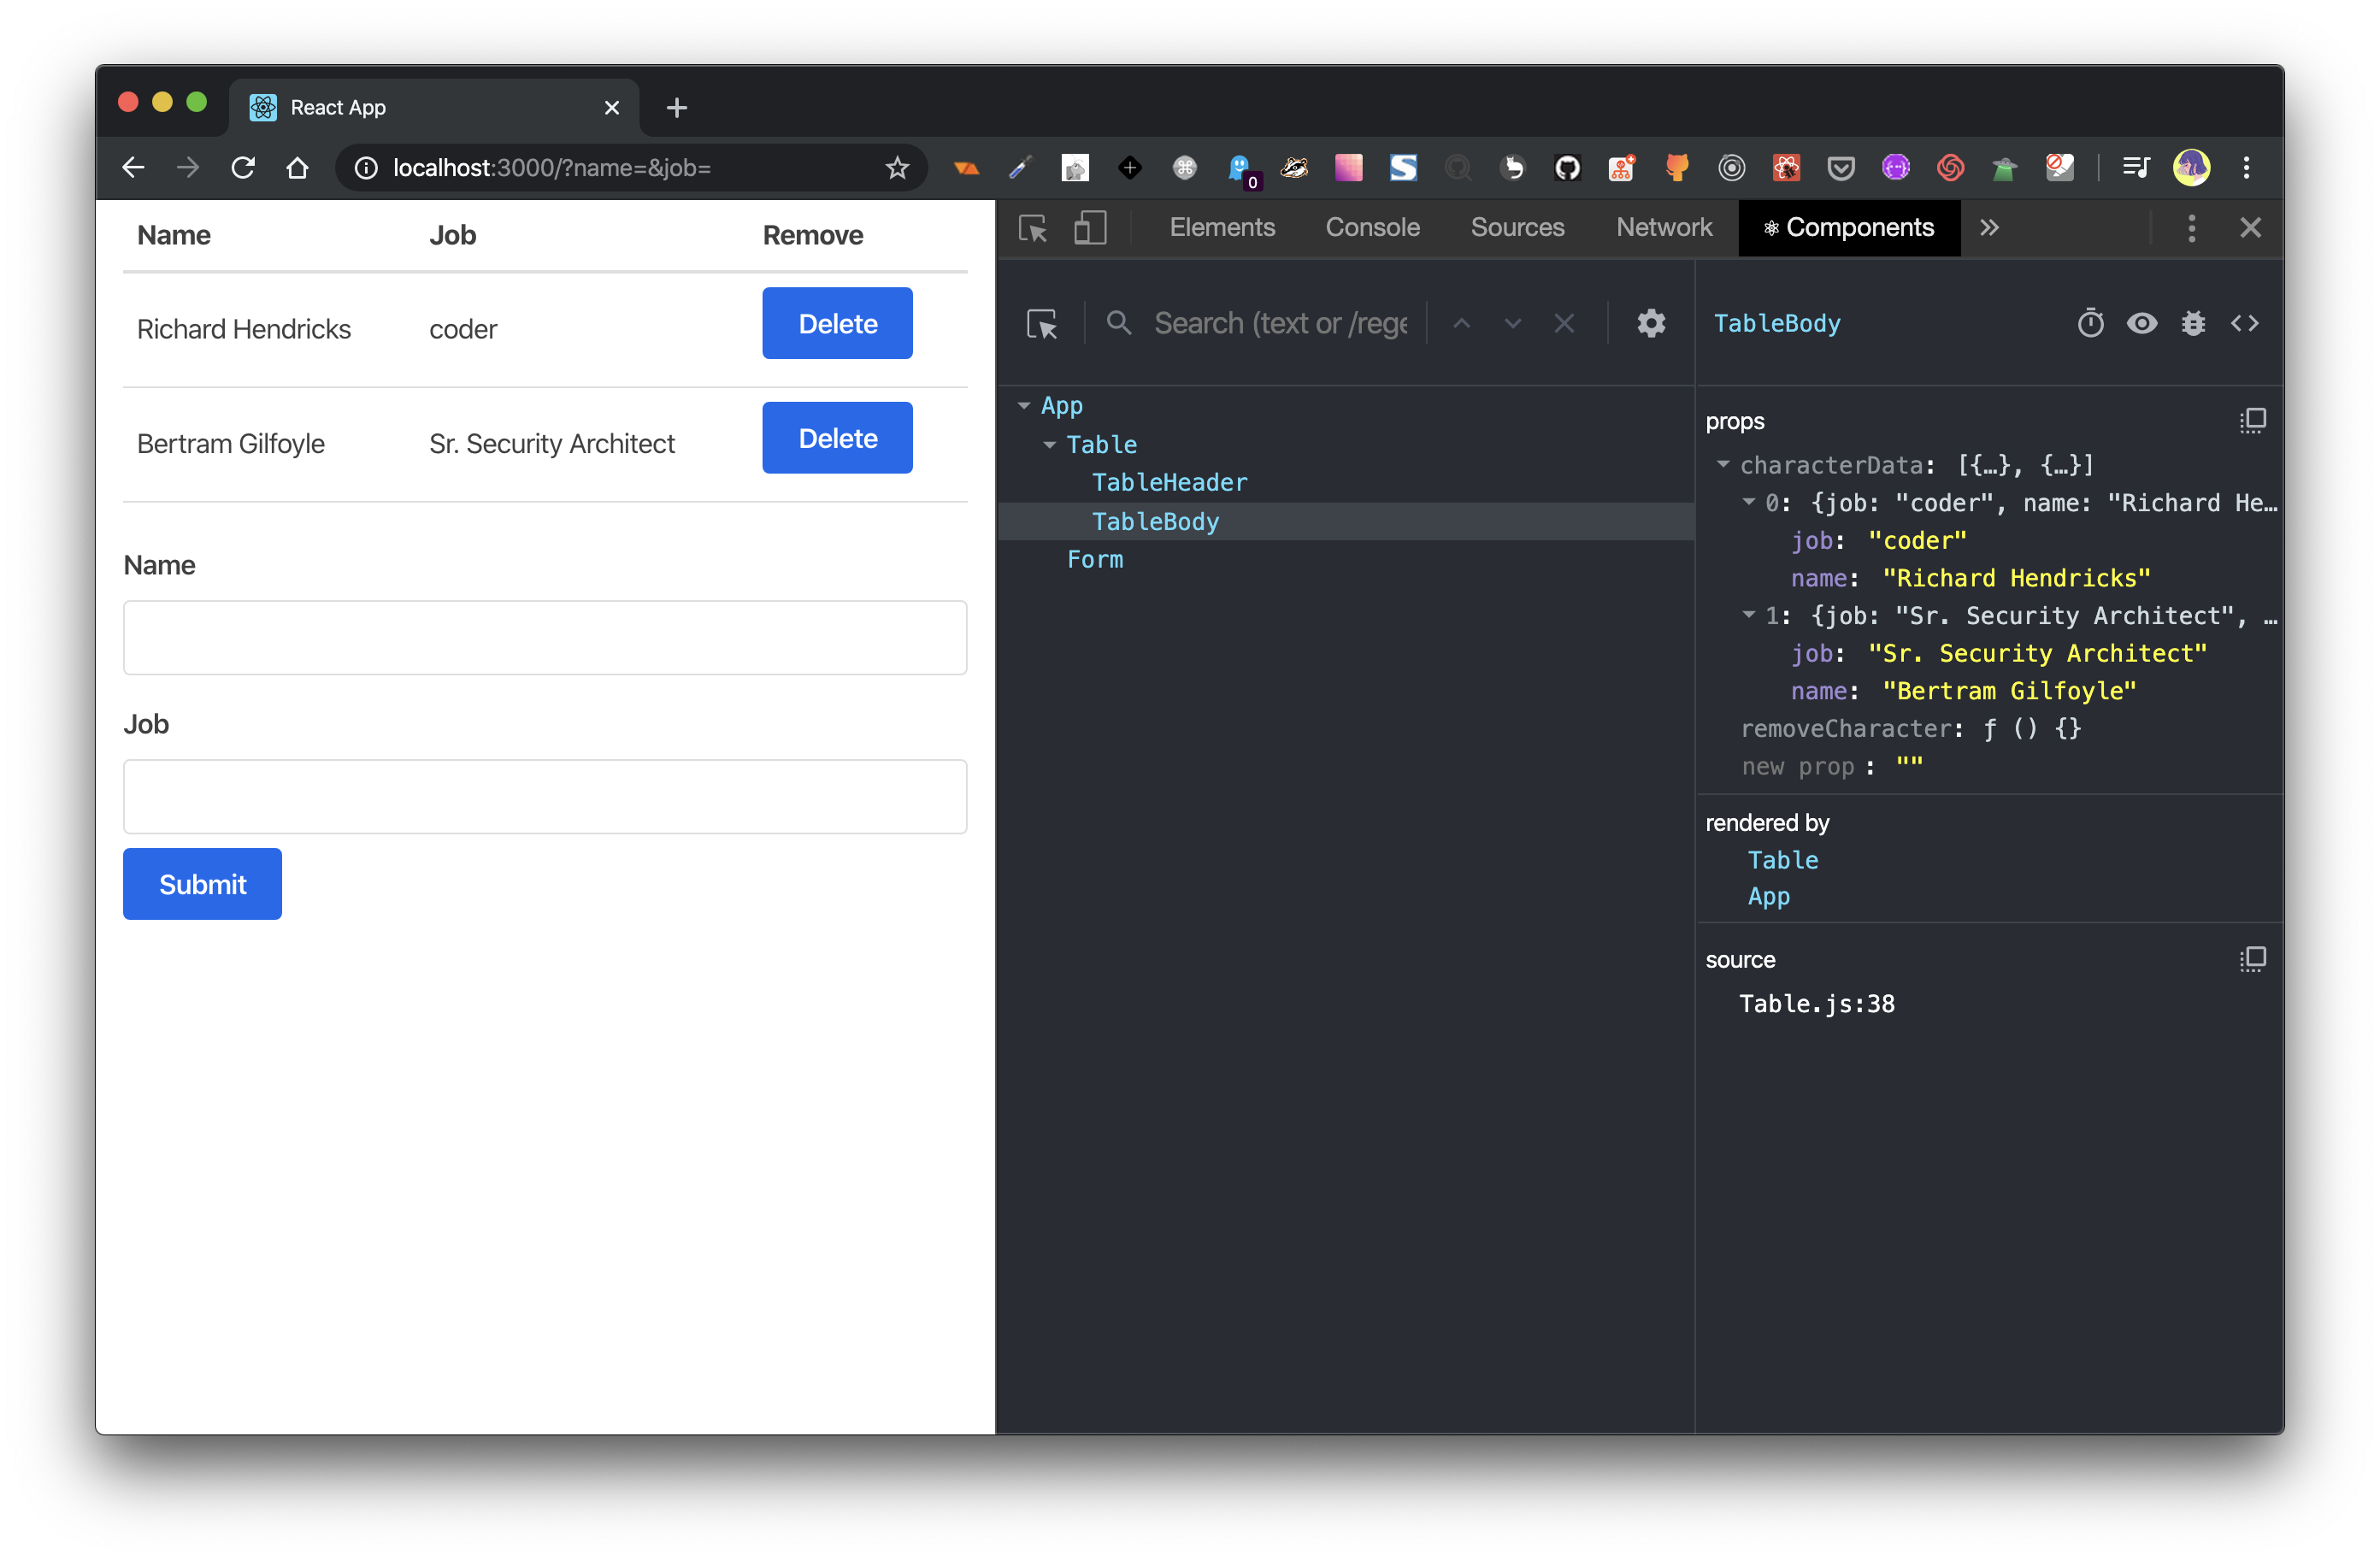 React App
localhost:3000/?name=&job=
0
Name Job Remove
Richard Hendricks coder Delete
Bertram Gilfoyle Sr. Security Architect Delete
Name
Job
Submit
Elements Console Sources Network Components
Search (text or /rege
App
Table
TableHeader
TableBody
Form
TableBody
props
characterData: [{…}, {…}]
0: {job: "coder", name: "Richard He…
job: "coder"
name: "Richard Hendricks"
1: {job: "Sr. Security Architect", …
job: "Sr. Security Architect"
name: "Bertram Gilfoyle"
removeCharacter: ƒ () {}
new prop : ""
rendered by
Table
App
source
Table.js:38